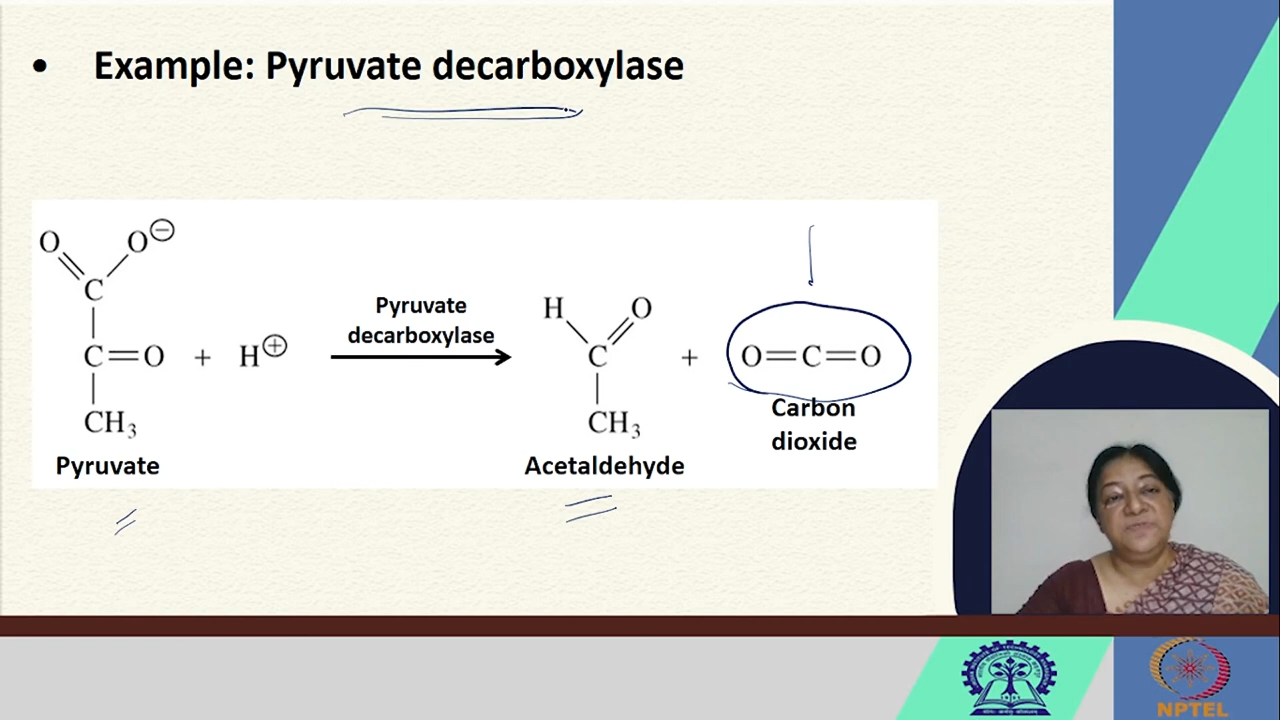 • Example: Pyruvate decarboxylase
O O⊖
C
C=O + H⊕
CH₃
Pyruvate
Pyruvate
decarboxylase
H O
C
CH₃
Acetaldehyde
+ O=C=O
Carbon
dioxide
NPTEL